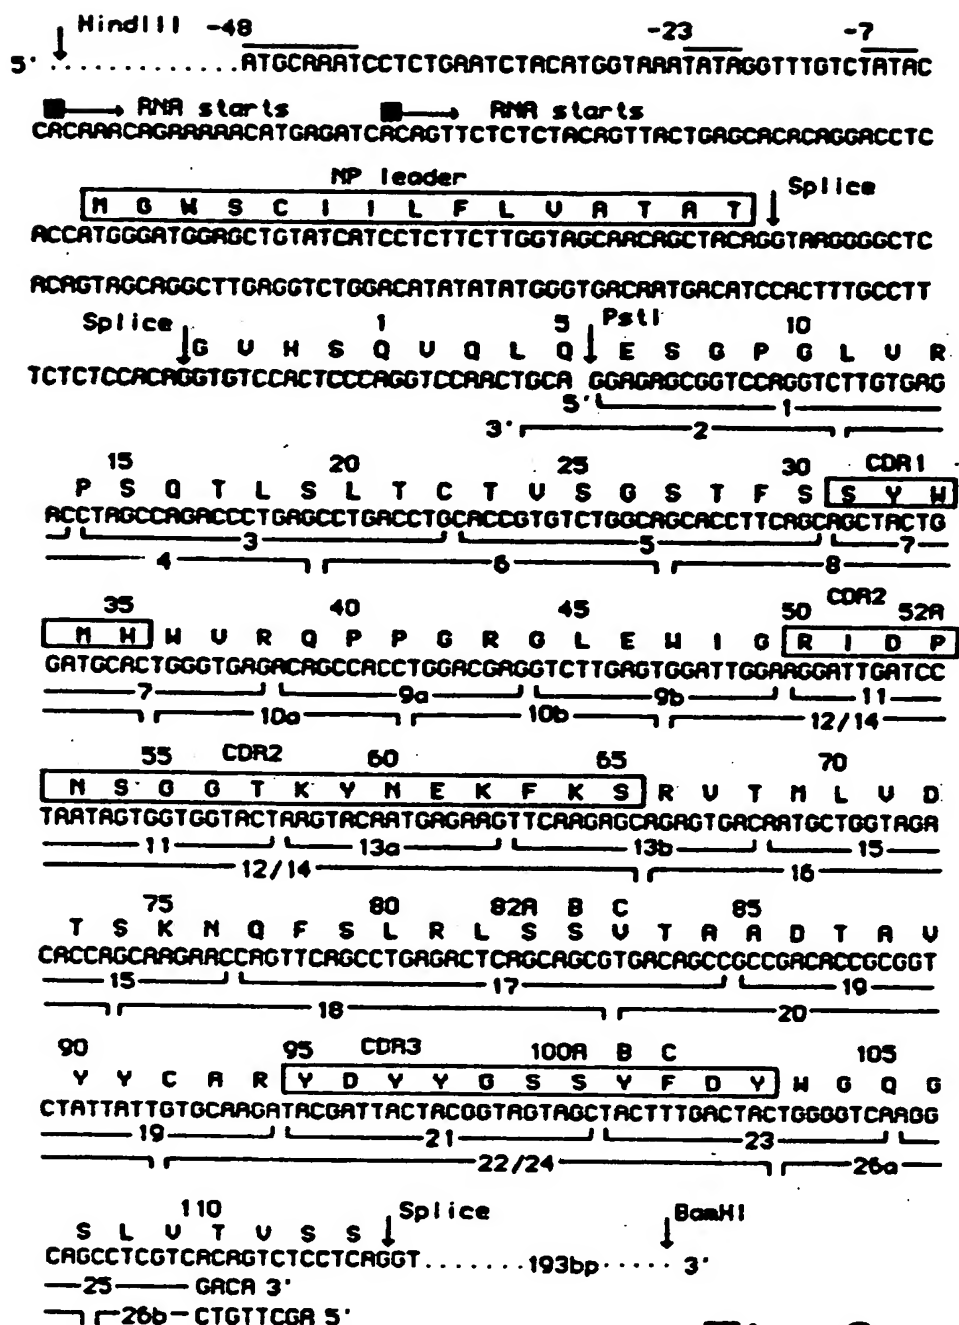 HindIII -48 -23 -7
5' .............ATGCAAATCCTCTGAATCTACATGGTAAATATAGGTTTGTCTATAC
RNA starts RNA starts
CACAAACAGAAAAACATGAGATCACAGTTCTCTCTACAGTTACTGAGCACACAGGACCTC
NP leader Splice
M G W S C I I L F L V A T A T
ACCATGGGATGGAGCTGTATCATCCTCTTCTTGGTAGCAACAGCTACAGGTAAGGGGCTC
ACAGTAGCAGGCTTGAGGTCTGGACATATATATGGGTGACAATGACATCCACTTTGCCTT
Splice 1 5 PstI 10
G V H S Q V Q L Q E S G P G L V R
TCTCTCCACAGGTGTCCACTCCCAGGTCCAACTGCA GGAGAGCGGTCCAGGTCTTGTGAG
5' 1
3' 2
15 20 25 30 CDR1
P S Q T L S L T C T V S G S T F S S Y W
ACCTAGCCAGACCCTGAGCCTGACCTGCACCGTGTCTGGCAGCACCTTCAGCAGCTACTG
3 5 7
4 6 8
35 40 45 50 CDR2 52A
M H W V R Q P P G R G L E W I G R I D P
GATGCACTGGGTGAGACAGCCACCTGGACGAGGTCTTGAGTGGATTGGAAGGATTGATCC
7 9a 9b 11
10a 10b 12/14
55 CDR2 60 65 70
N S G G T K Y N E K F K S R V T M L V D
TAATAGTGGTGGTACTAAGTACAATGAGAAGTTCAAGAGCAGAGTGACAATGCTGGTAGA
11 13a 13b 15
12/14 16
75 80 82A B C 85
T S K N Q F S L R L S S V T A A D T A V
CACCAGCAAGAACCAGTTCAGCCTGAGACTCAGCAGCGTGACAGCCGCCGACACCGCGGT
15 17 19
18 20
90 95 CDR3 100A B C 105
Y Y C A R Y D Y Y G S S Y F D Y W G Q G
CTATTATTGTGCAAGATACGATTACTACGGTAGTAGCTACTTTGACTACTGGGGTCAAGG
19 21 23
22/24 26a
110 Splice BamHI
S L V T V S S
CAGCCTCGTCACAGTCTCCTCAGGT.......193bp..... 3'
25 GACA 3'
26b CTGTTCGA 5'